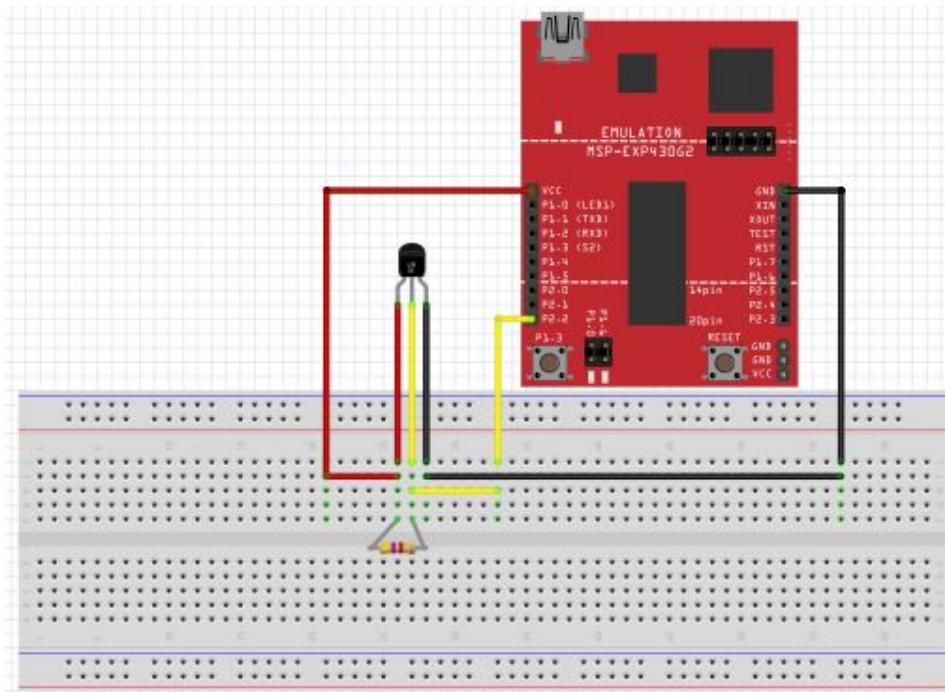 EMULATION
MSP-EXP430G2
VCC
P1.0 (LED1)
P1.1 (TXD)
P1.2 (RXD)
P1.3 (S2)
P1.4
P1.5
P2.0
P2.1
P2.2
GND
XIN
XOUT
TEST
RST
P1.7
P1.6
P2.5
P2.4
P2.3
14pin
20pin
P1.3
RESET
GND
GND
VCC